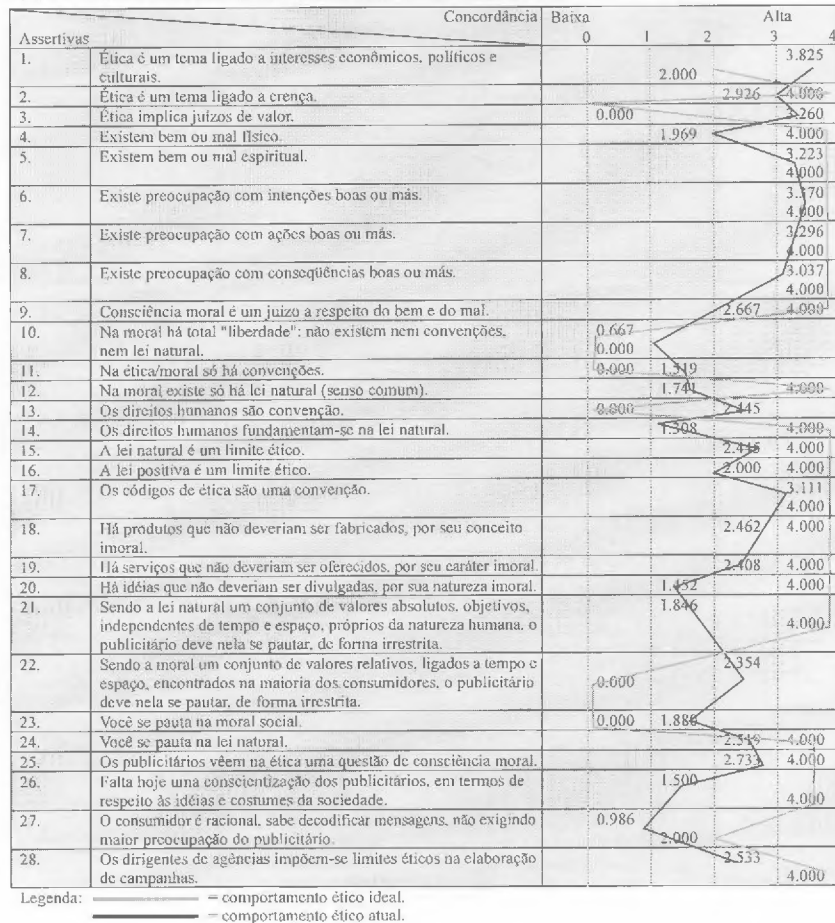 Concordância Baixa Alta
Assertivas 0 1 2 3 4
1. Ética é um tema ligado a interesses econômicos, políticos e 3.825
culturais. 2.000
2. Ética é um tema ligado a crença. 2.926 4.000
3. Ética implica juízos de valor. 0.000 3.260
4. Existem bem ou mal físico. 1.969 4.000
5. Existem bem ou mal espiritual. 3.223
4.000
6. Existe preocupação com intenções boas ou más. 3.370
4.000
7. Existe preocupação com ações boas ou más. 3.296
4.000
8. Existe preocupação com conseqüências boas ou más. 3.037
4.000
9. Consciência moral é um juízo a respeito do bem e do mal. 2.667 4.000
10. Na moral há total "liberdade": não existem nem convenções, 0.667
nem lei natural. 0.000
11. Na ética/moral só há convenções. 0.000 1.519
12. Na moral existe só há lei natural (senso comum). 1.741 4.000
13. Os direitos humanos são convenção. 0.000 2.445
14. Os direitos humanos fundamentam-se na lei natural. 1.308 4.000
15. A lei natural é um limite ético. 2.445 4.000
16. A lei positiva é um limite ético. 2.000 4.000
17. Os códigos de ética são uma convenção. 3.111
4.000
18. Há produtos que não deveriam ser fabricados, por seu conceito 2.462 4.000
imoral.
19. Há serviços que não deveriam ser oferecidos, por seu caráter imoral. 2.408 4.000
20. Há idéias que não deveriam ser divulgadas, por sua natureza imoral. 1.452 4.000
21. Sendo a lei natural um conjunto de valores absolutos, objetivos, 1.846
independentes de tempo e espaço, próprios da natureza humana, o 4.000
publicitário deve nela se pautar, de forma irrestrita.
22. Sendo a moral um conjunto de valores relativos, ligados a tempo e 2.354
espaço, encontrados na maioria dos consumidores, o publicitário 0.000
deve nela se pautar, de forma irrestrita.
23. Você se pauta na moral social. 0.000 1.886
24. Você se pauta na lei natural. 2.519 4.000
25. Os publicitários vêem na ética uma questão de consciência moral. 2.733 4.000
26. Falta hoje uma conscientização dos publicitários, em termos de 1.500
respeito às idéias e costumes da sociedade. 4.000
27. O consumidor é racional, sabe decodificar mensagens, não exigindo 0.986
maior preocupação do publicitário. 2.000
28. Os dirigentes de agências impõem-se limites éticos na elaboração 2.533
de campanhas. 4.000
Legenda: = comportamento ético ideal.
= comportamento ético atual.